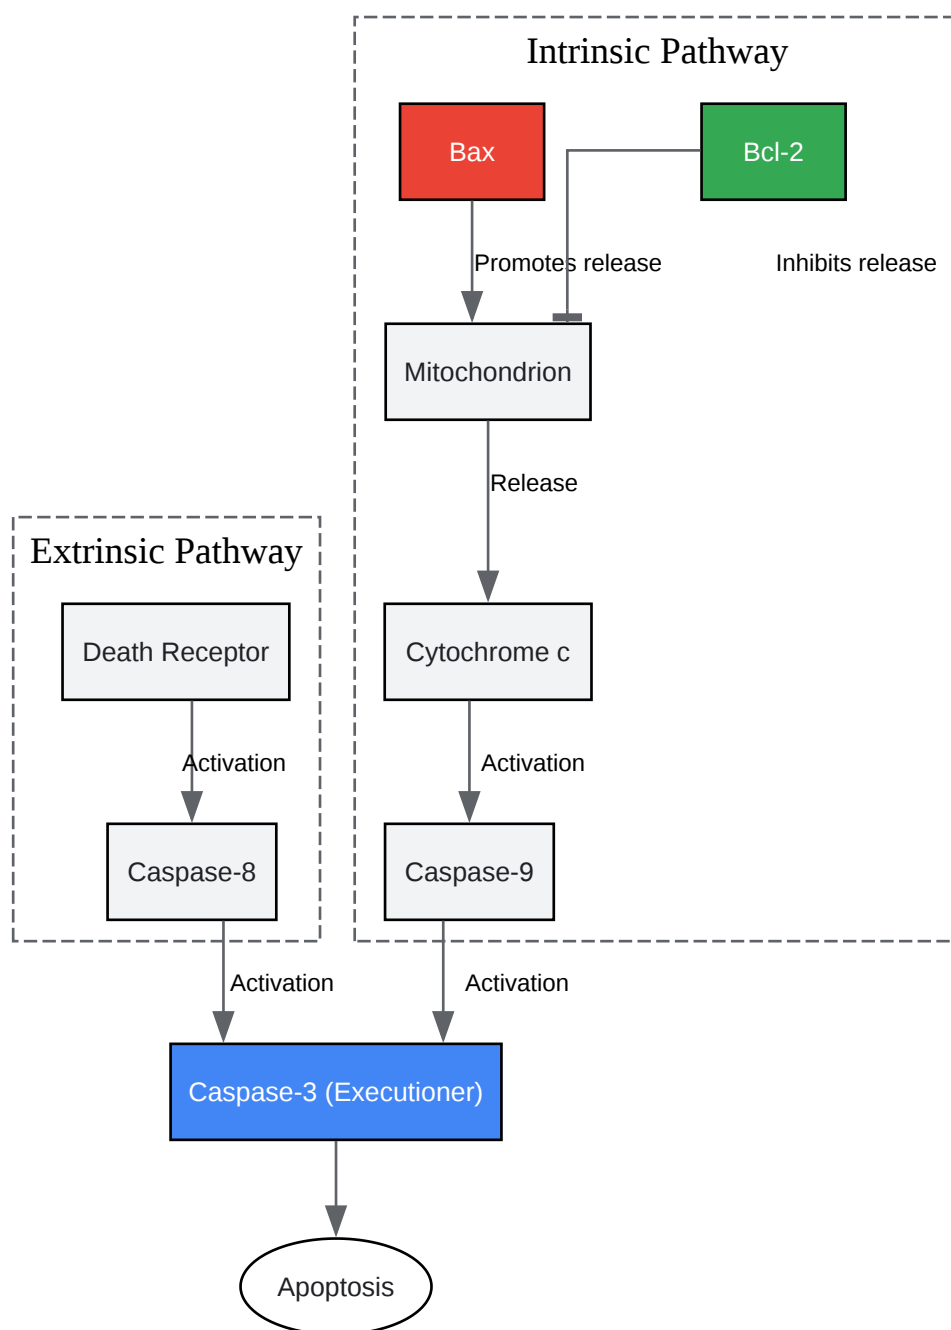 Intrinsic Pathway
Bax
Bcl-2
Promotes release
Inhibits release
Mitochondrion
Release
Extrinsic Pathway
Death Receptor
Cytochrome c
Activation
Activation
Caspase-8
Caspase-9
Activation
Activation
Caspase-3 (Executioner)
Apoptosis